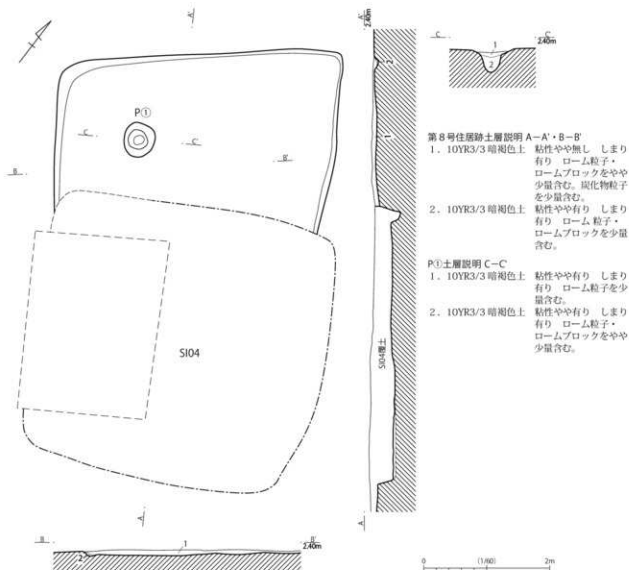 A'
A'
2.40m
C
C'
2.40m
1
2
2
P①
C
C'
1
B
B'
第８号住居跡土層説明 A－A'・B－B'
１．10YR3/3 暗褐色土 粘性やや無し しまり
有り ローム粒子・
ロームブロックをやや
少量含む。炭化物粒子
を少量含む。
２．10YR3/3 暗褐色土 粘性やや有り しまり
有り ローム 粒子・
ロームブロックを少量
含む。
P①土層説明 C－C'
１．10YR3/3 暗褐色土 粘性やや有り しまり
有り ローム粒子を少
量含む。
２．10YR3/3 暗褐色土 粘性やや有り しまり
有り ローム粒子・
ロームブロックをやや
少量含む。
SI04
SI04覆土
A
A
B
1
B'
2.40m
2
0 (1/60) 2m